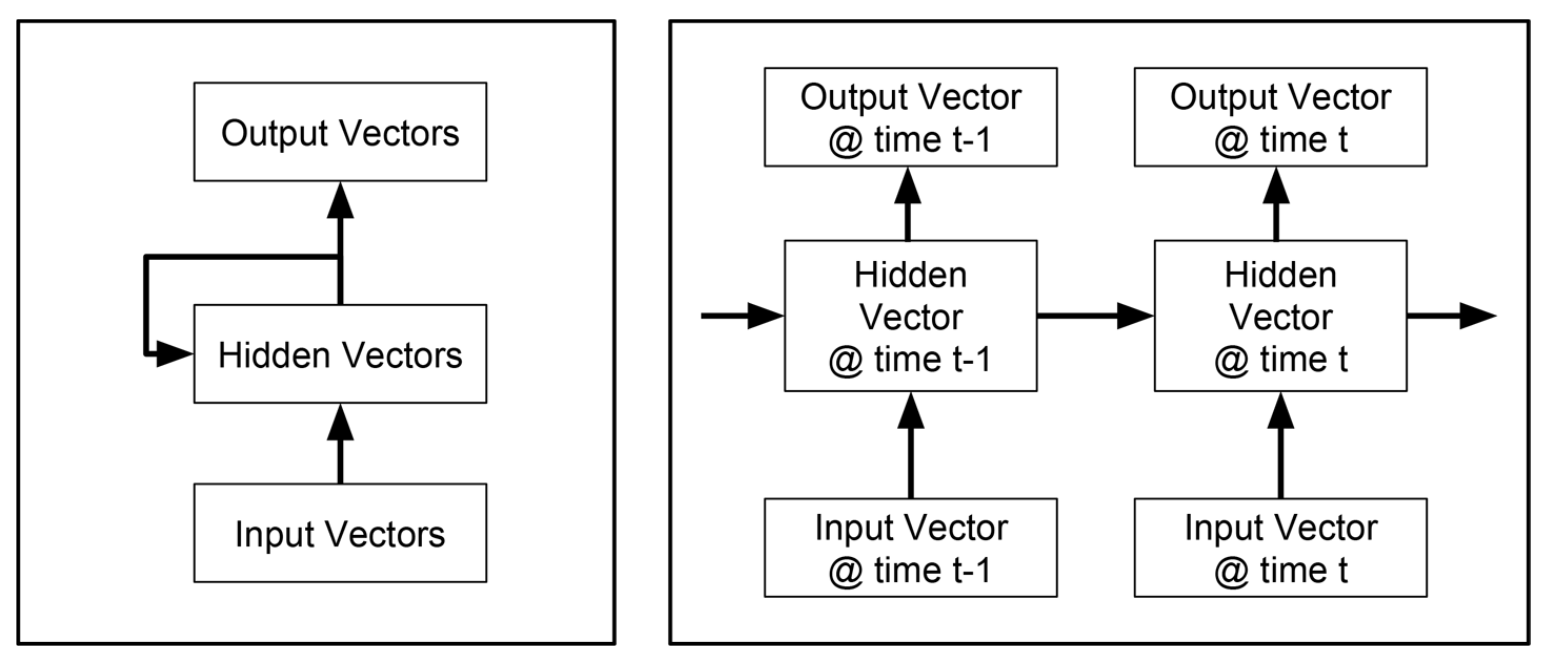 Output Vectors
Hidden Vectors
Input Vectors
Output Vector
@ time t-1
Output Vector
@ time t
Hidden
Vector
@ time t-1
Hidden
Vector
@ time t
Input Vector
@ time t-1
Input Vector
@ time t